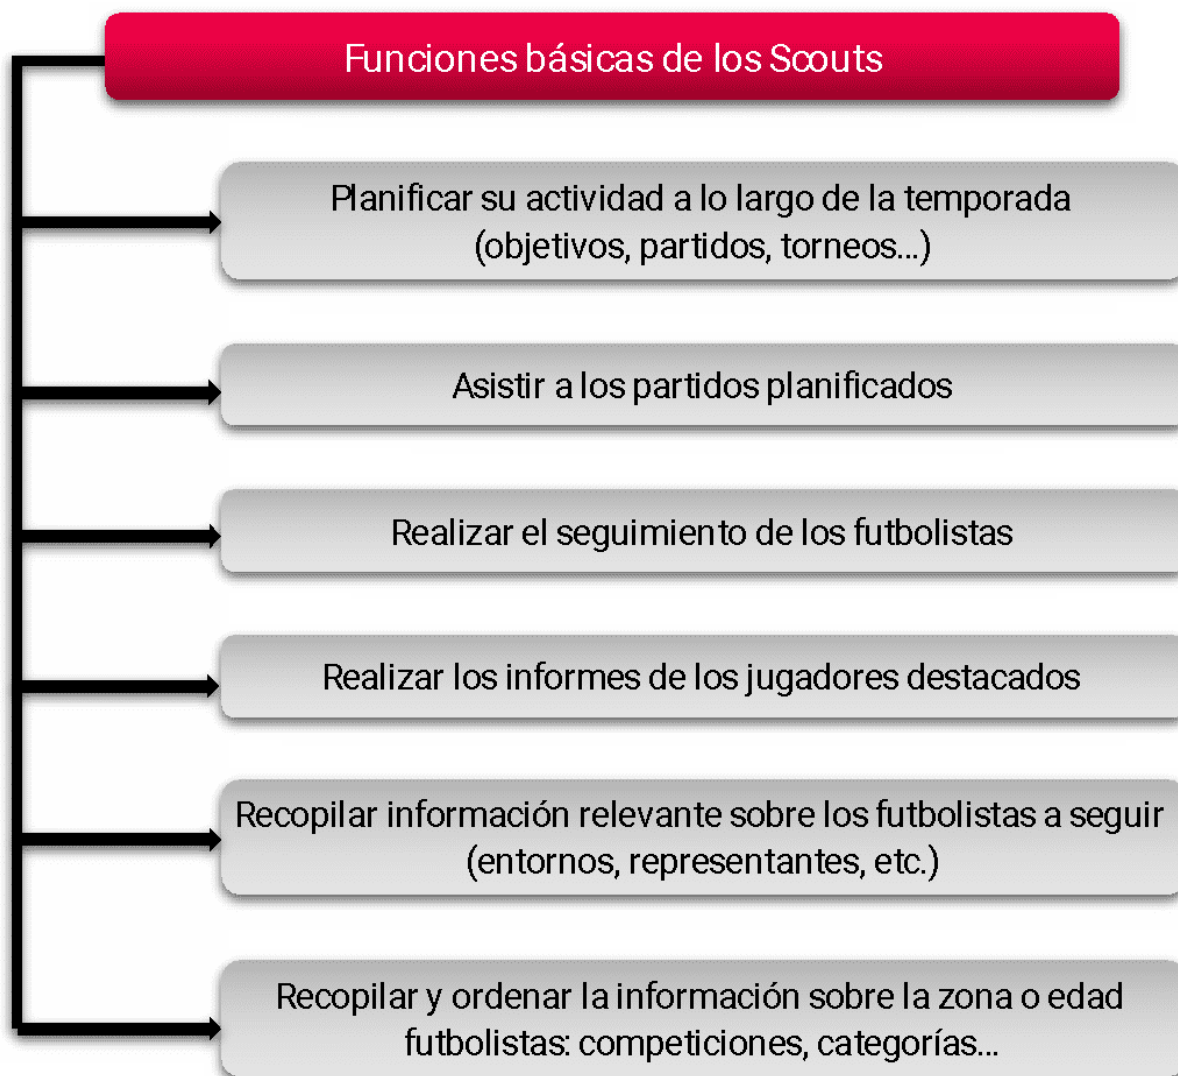 Funciones básicas de los Scouts
Planificar su actividad a lo largo de la temporada
(objetivos, partidos, torneos...)
Asistir a los partidos planificados
Realizar el seguimiento de los futbolistas
Realizar los informes de los jugadores destacados
Recopilar información relevante sobre los futbolistas a seguir
(entornos, representantes, etc.)
Recopilar y ordenar la información sobre la zona o edad
futbolistas: competiciones, categorías...